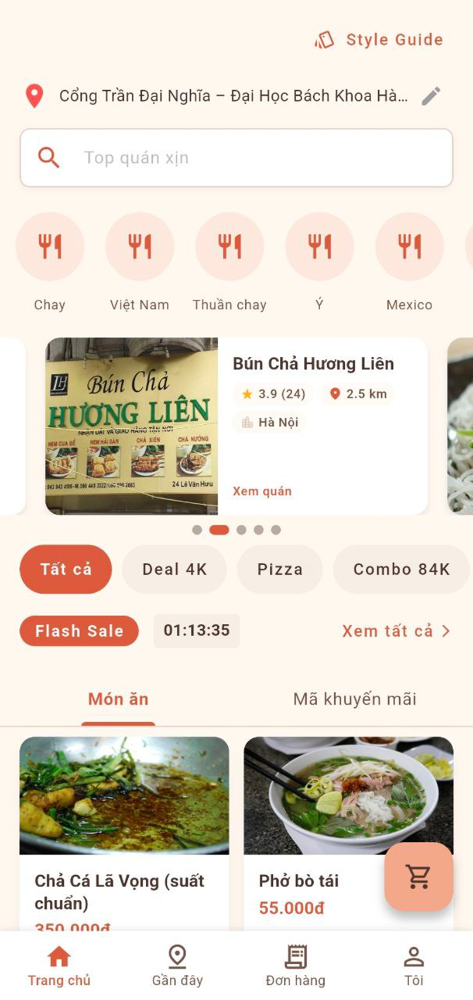 Style Guide
Cổng Trần Đại Nghĩa – Đại Học Bách Khoa Hà...
Top quán xịn
Chay
Việt Nam
Thuần chay
Ý
Mexico
LH
Bún Chả
HƯƠNG LIÊN
NHẬN ĐẶT VÀ GIAO HÀNG TẬN NƠI
NEM CUA BỂ
NEM HẢI SẢN
CHẢ XIÊN
CHẢ NƯỚNG
24 Lê Văn Hưu
Bún Chả Hương Liên
3.9 (24)
2.5 km
Hà Nội
Xem quán
Tất cả
Deal 4K
Pizza
Combo 84K
Flash Sale
01:13:35
Xem tất cả
Món ăn
Mã khuyến mãi
Chả Cá Lã Vọng (suất
chuẩn)
350.000đ
Phở bò tái
55.000đ
Trang chủ
Gần đây
Đơn hàng
Tôi